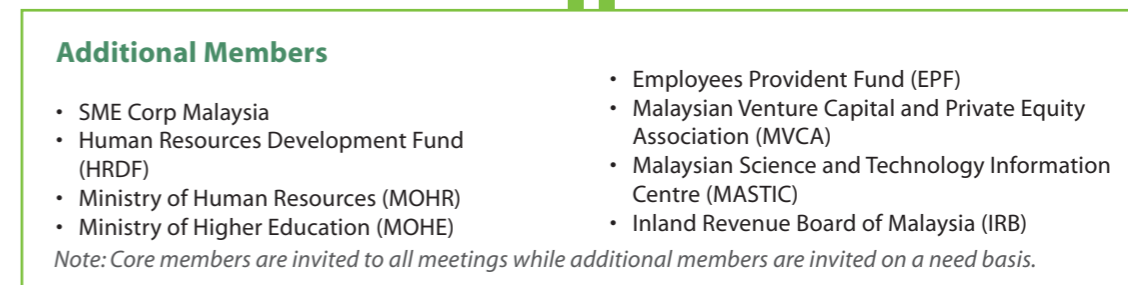 Additional Members
• SME Corp Malaysia
• Human Resources Development Fund
(HRDF)
• Ministry of Human Resources (MOHR)
• Ministry of Higher Education (MOHE)
• Employees Provident Fund (EPF)
• Malaysian Venture Capital and Private Equity
Association (MVCA)
• Malaysian Science and Technology Information
Centre (MASTIC)
• Inland Revenue Board of Malaysia (IRB)
Note: Core members are invited to all meetings while additional members are invited on a need basis.